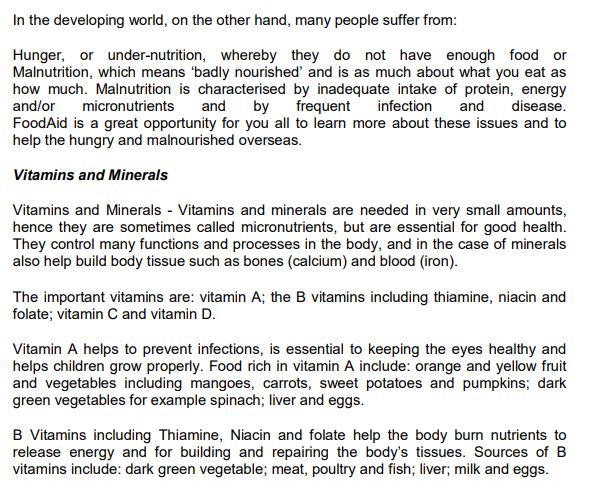 In the developing world, on the other hand, many people suffer from:
Hunger, or under-nutrition, whereby they do not have enough food or
Malnutrition, which means ‘badly nourished’ and is as much about what you eat as
how much. Malnutrition is characterised by inadequate intake of protein, energy
and/or micronutrients and by frequent infection and disease.
FoodAid is a great opportunity for you all to learn more about these issues and to
help the hungry and malnourished overseas.
Vitamins and Minerals
Vitamins and Minerals - Vitamins and minerals are needed in very small amounts,
hence they are sometimes called micronutrients, but are essential for good health.
They control many functions and processes in the body, and in the case of minerals
also help build body tissue such as bones (calcium) and blood (iron).
The important vitamins are: vitamin A; the B vitamins including thiamine, niacin and
folate; vitamin C and vitamin D.
Vitamin A helps to prevent infections, is essential to keeping the eyes healthy and
helps children grow properly. Food rich in vitamin A include: orange and yellow fruit
and vegetables including mangoes, carrots, sweet potatoes and pumpkins; dark
green vegetables for example spinach; liver and eggs.
B Vitamins including Thiamine, Niacin and folate help the body burn nutrients to
release energy and for building and repairing the body’s tissues. Sources of B
vitamins include: dark green vegetable; meat, poultry and fish; liver; milk and eggs.